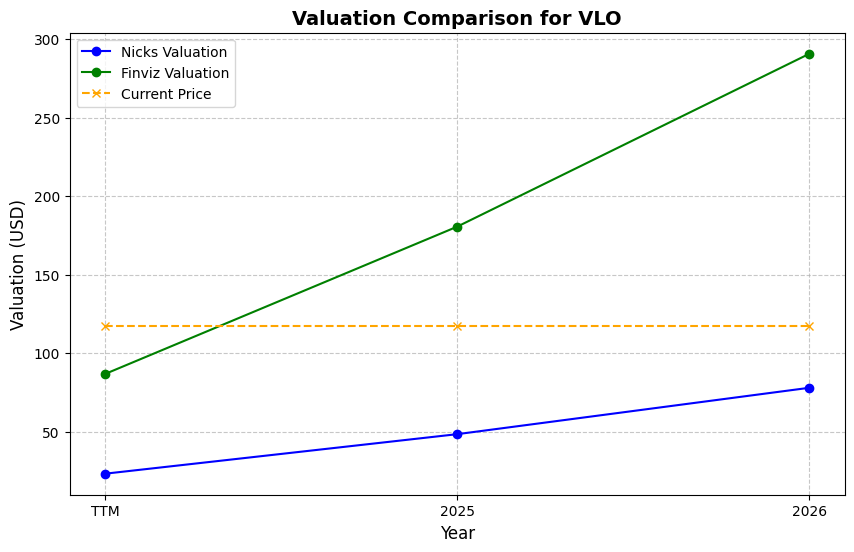 Valuation Comparison for VLO
Nicks Valuation
Finviz Valuation
Current Price
Valuation (USD)
300
250
200
150
100
50
TTM
2025
2026
Year